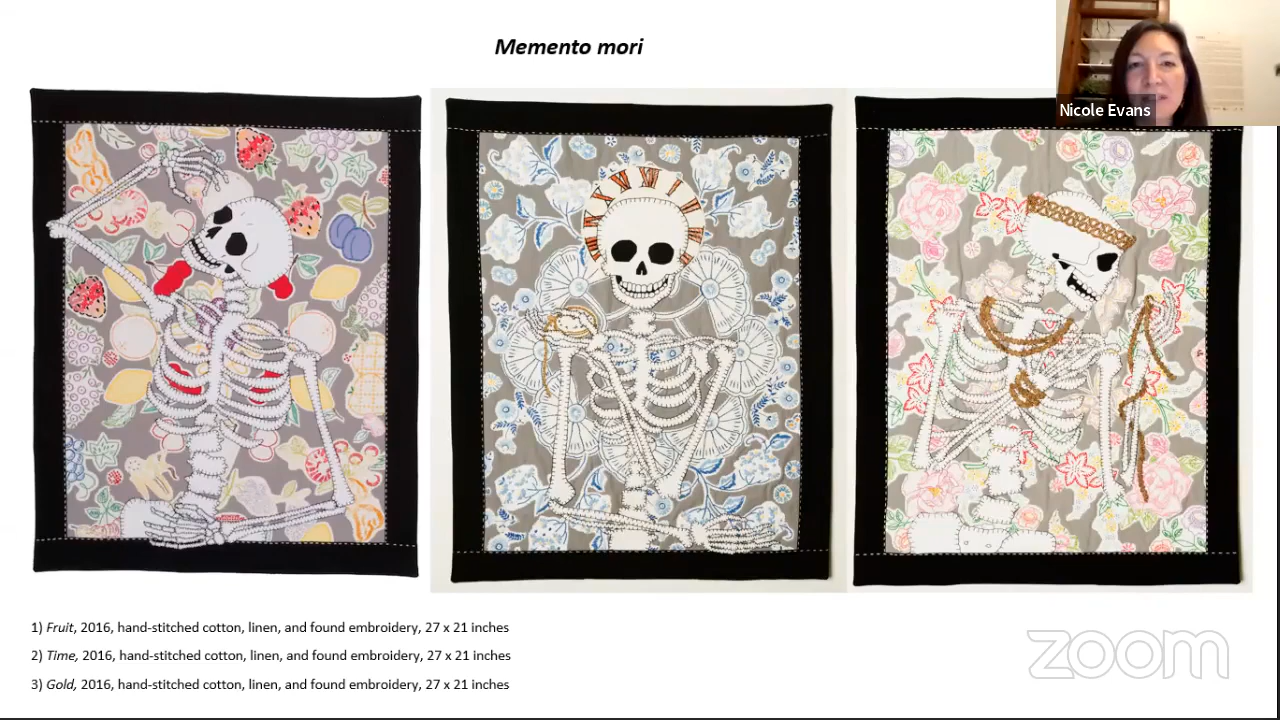 Memento mori
Nicole Evans
1) Fruit, 2016, hand-stitched cotton, linen, and found embroidery, 27 x 21 inches
2) Time, 2016, hand-stitched cotton, linen, and found embroidery, 27 x 21 inches
3) Gold, 2016, hand-stitched cotton, linen, and found embroidery, 27 x 21 inches
zoom